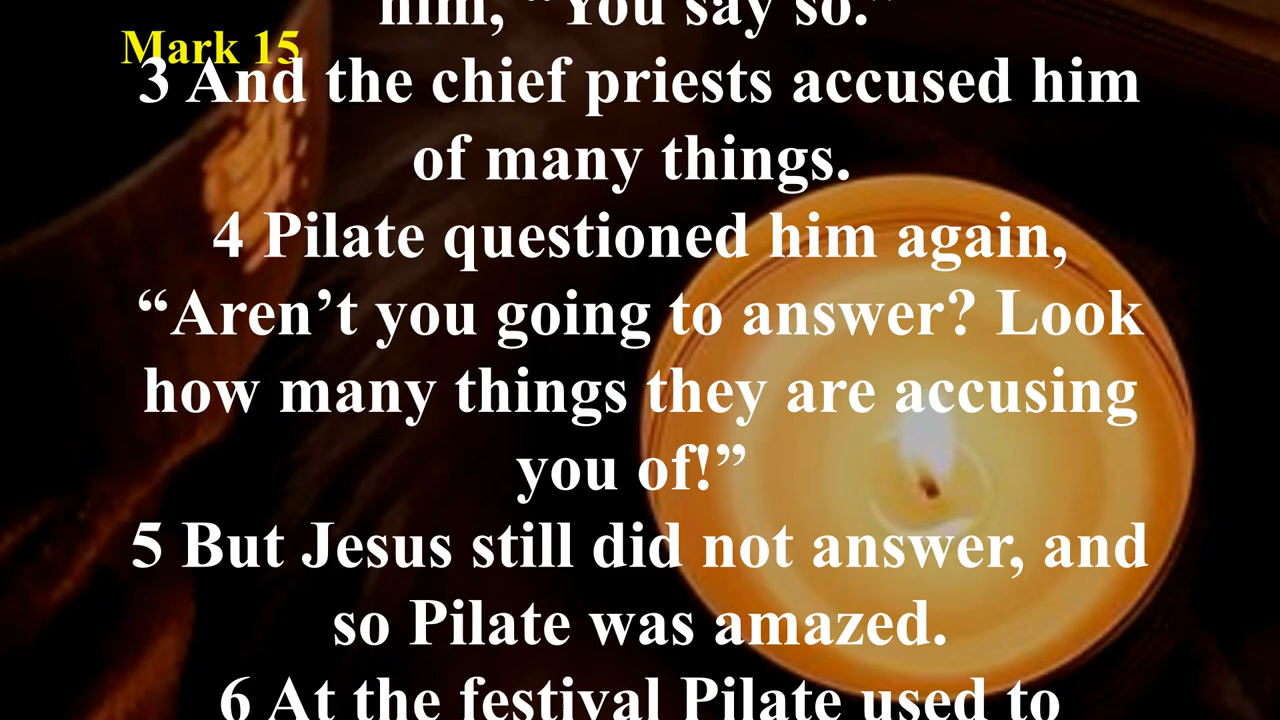 him, “You say so.”
Mark 15
3 And the chief priests accused him
of many things.
4 Pilate questioned him again,
“Aren’t you going to answer? Look
how many things they are accusing
you of!”
5 But Jesus still did not answer, and
so Pilate was amazed.
6 At the festival Pilate used to